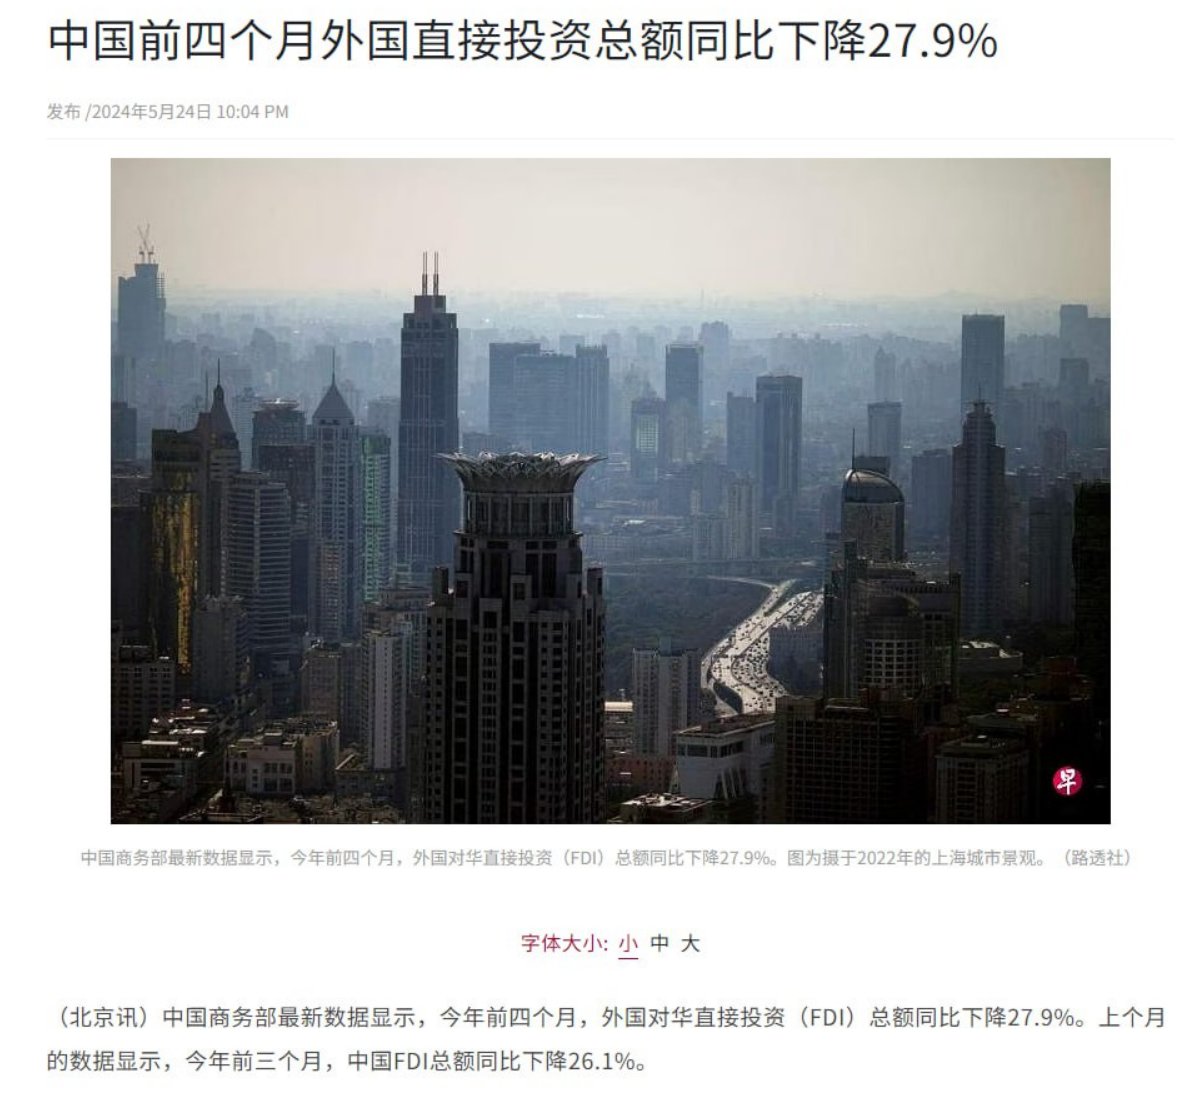 中国前四个月外国直接投资总额同比下降27.9%
发布 /2024年5月24日 10:04 PM
早
中国商务部最新数据显示，今年前四个月，外国对华直接投资（FDI）总额同比下降27.9%。图为摄于2022年的上海城市景观。（路透社）
字体大小: 小 中 大
（北京讯）中国商务部最新数据显示，今年前四个月，外国对华直接投资（FDI）总额同比下降27.9%。上个月
的数据显示，今年前三个月，中国FDI总额同比下降26.1%。